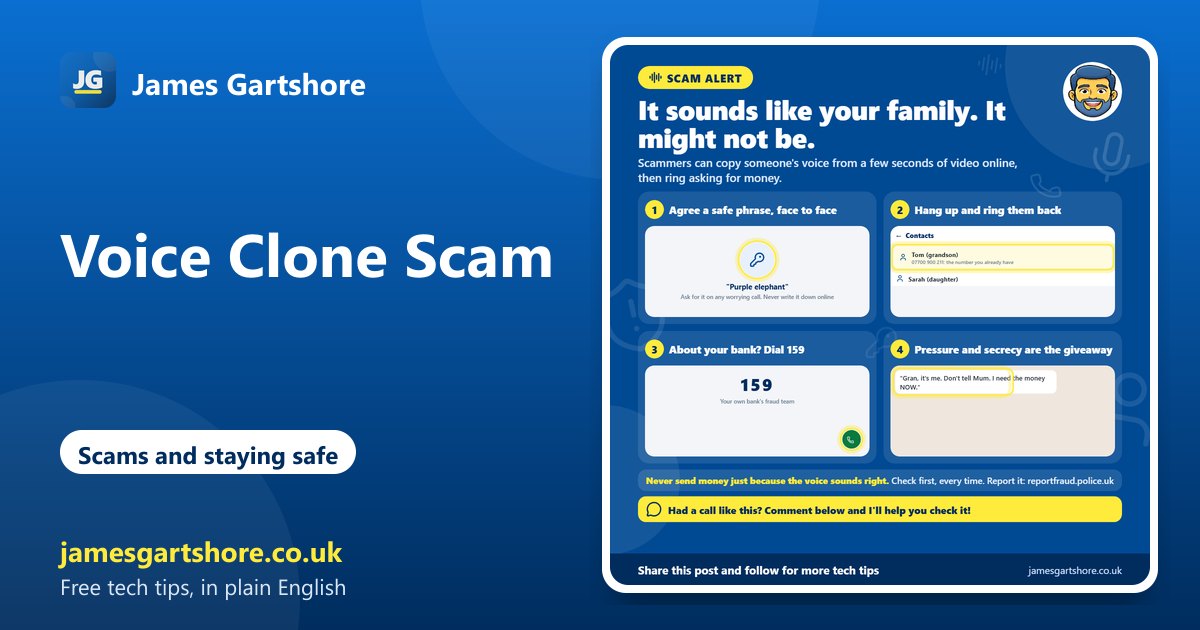 JG
James Gartshore
Voice Clone Scam
Scams and staying safe
jamesgartshore.co.uk
Free tech tips, in plain English
SCAM ALERT
It sounds like your family. It
might not be.
Scammers can copy someone's voice from a few seconds of video online,
then ring asking for money.
1 Agree a safe phrase, face to face
"Purple elephant"
Ask for it on any worrying call. Never write it down online
2 Hang up and ring them back
← Contacts
Tom (grandson)
07700 900 211: the number you already have
Sarah (daughter)
3 About your bank? Dial 159
159
Your own bank's fraud team
4 Pressure and secrecy are the giveaway
"Gran, it's me. Don't tell Mum. I need the money
NOW."
Never send money just because the voice sounds right. Check first, every time. Report it: reportfraud.police.uk
Had a call like this? Comment below and I'll help you check it!
Share this post and follow for more tech tips
jamesgartshore.co.uk